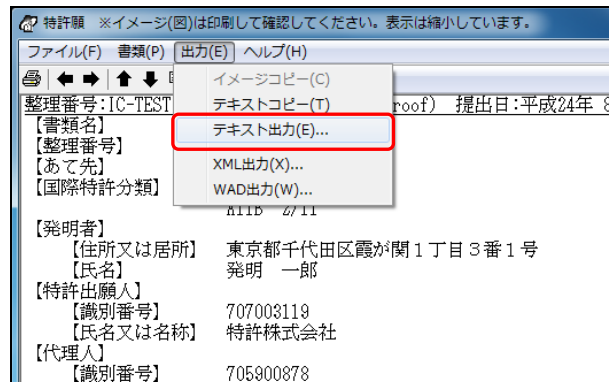 特許願 ※イメージ(図)は印刷して確認してください。表示は縮小しています。
ファイル(F) 書類(P) 出力(E) ヘルプ(H)
イメージコピー(C)
テキストコピー(T)
テキスト出力(E)...
XML出力(X)...
WAD出力(W)...
整理番号:IC-TEST roof) 提出日:平成24年 8
【書類名】
【整理番号】
【あて先】
【国際特許分類】
A11B 2/11
【発明者】
【住所又は居所】 東京都千代田区霞が関1丁目3番1号
【氏名】 発明 一郎
【特許出願人】
【識別番号】 707003119
【氏名又は名称】 特許株式会社
【代理人】
【識別番号】 705900878